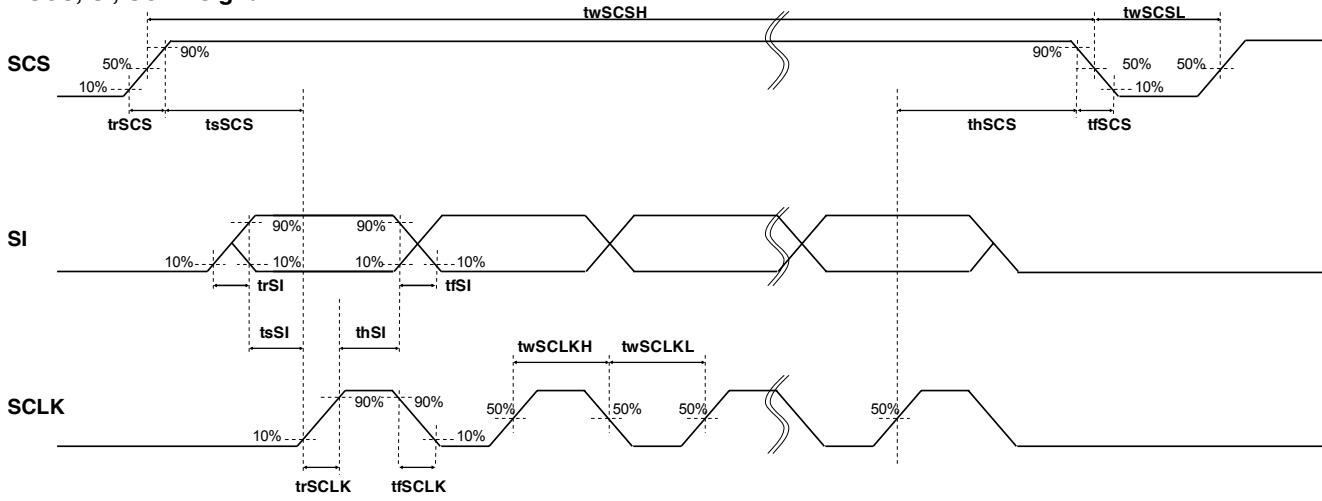 twSCSH twSCSL
SCS 50% 90% 90% 50% 50%
10% 10%
trSCS tsSCS thSCS tfSCS
SI 90% 90%
10% 10% 10% 10%
trSI tfSI
tsSI thSI
twSCLKH twSCLKL
SCLK 90% 90% 50% 50% 50% 50%
10% 10%
trSCLK tfSCLK